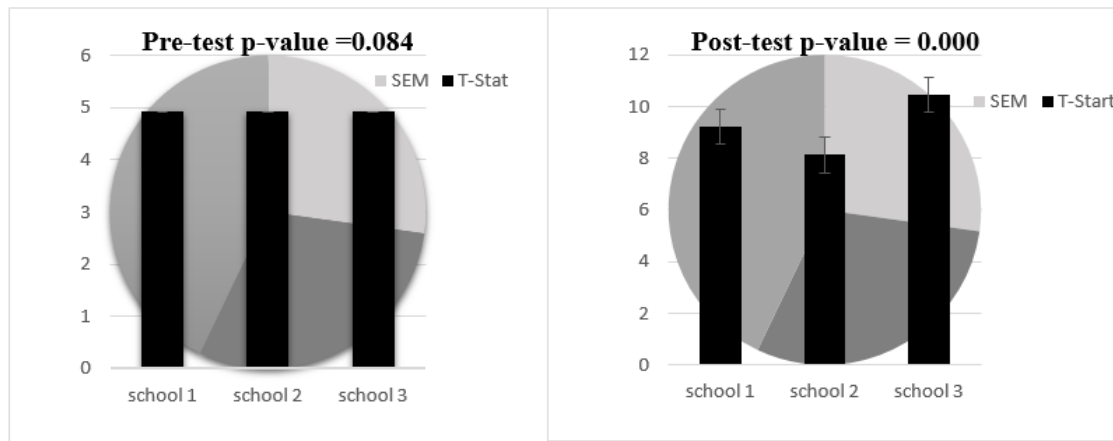 Pre-test p-value =0.084
6
SEM T-Stat
5
4
3
2
1
0
school 1 school 2 school 3
Post-test p-value = 0.000
12
SEM T-Start
10
8
6
4
2
0
school 1 school 2 school 3